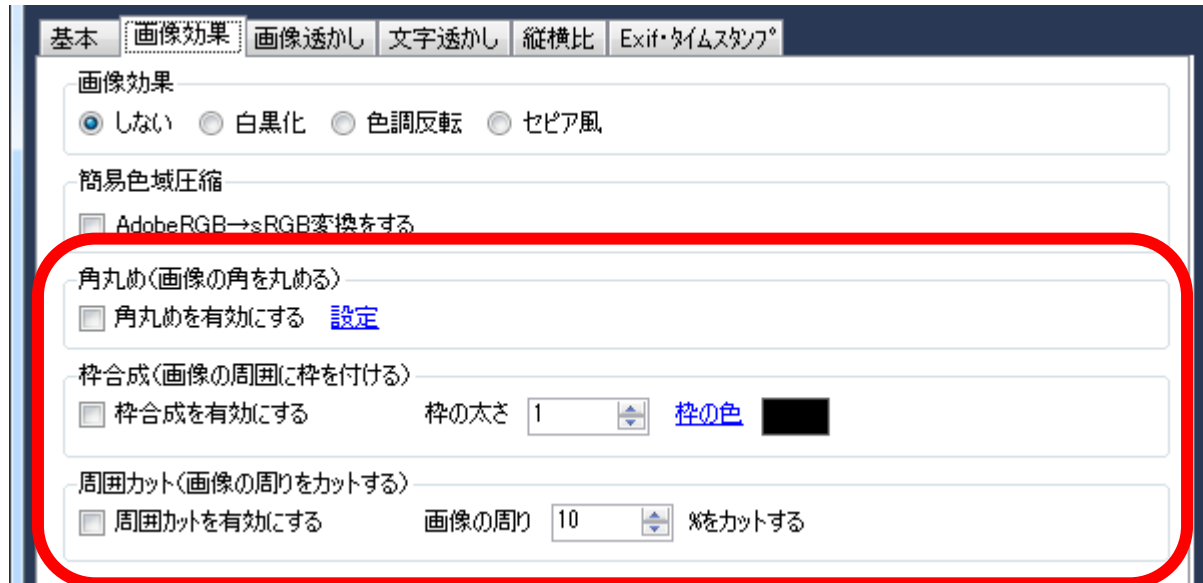 基本 画像効果 画像透かし 文字透かし 縦横比 Exif・タイムスタンプ
画像効果
しない 白黒化 色調反転 セピア風
簡易色域圧縮
AdobeRGB→sRGB変換をする
角丸め(画像の角を丸める)
角丸めを有効にする 設定
枠合成(画像の周囲に枠を付ける)
枠合成を有効にする 枠の太さ 1 枠の色
周囲カット(画像の周りをカットする)
周囲カットを有効にする 画像の周り 10 %をカットする